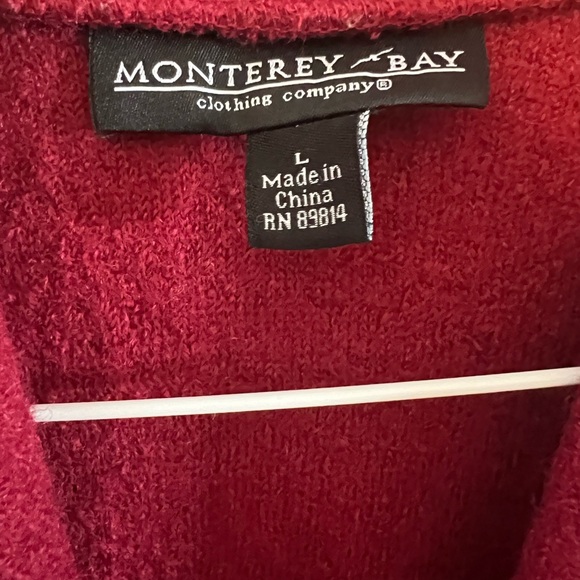 MONTEREY BAY
clothing company®
L
Made in
China
RN 89814